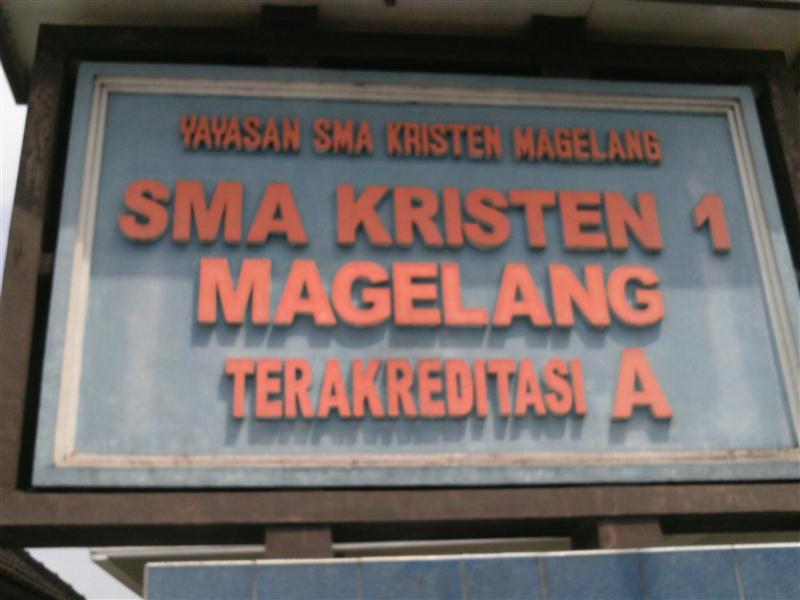 YAYASAN SMA KRISTEN MAGELANG
SMA KRISTEN 1
MAGELANG
TERAKREDITASI A